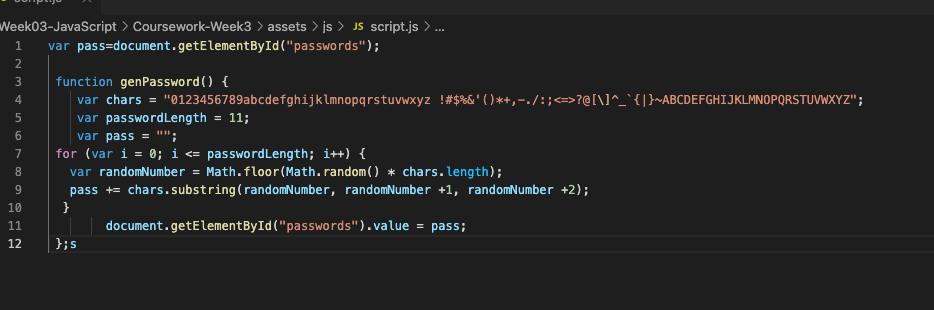 script.js
Week03-JavaScript > Coursework-Week3 > assets > js > JS script.js > ...
1 var pass=document.getElementById("passwords");
2
3 function genPassword() {
4 var chars = "0123456789abcdefghijklmnopqrstuvwxyz !#$%&'()*+,-./:;<=>?@[\]^_`{|}~ABCDEFGHIJKLMNOPQRSTUVWXYZ";
5 var passwordLength = 11;
6 var pass = "";
7 for (var i = 0; i <= passwordLength; i++) {
8 var randomNumber = Math.floor(Math.random() * chars.length);
9 pass += chars.substring(randomNumber, randomNumber +1, randomNumber +2);
10 }
11 document.getElementById("passwords").value = pass;
12 };s